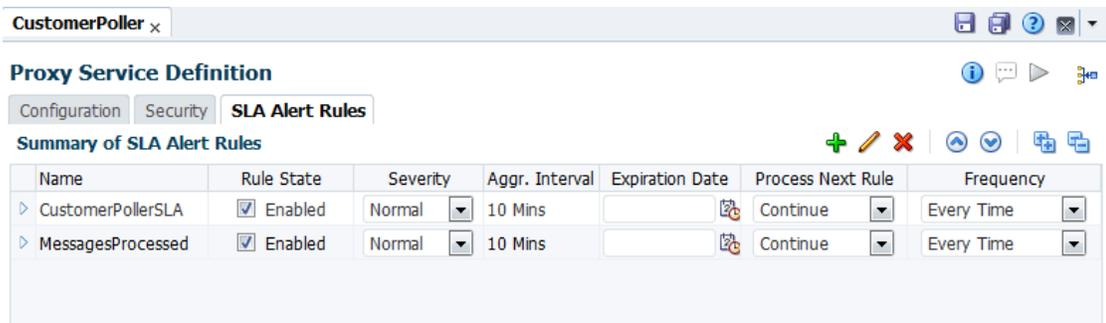 CustomerPoller
Proxy Service Definition
Configuration Security SLA Alert Rules
Summary of SLA Alert Rules
Name Rule State Severity Aggr. Interval Expiration Date Process Next Rule Frequency
CustomerPollerSLA Enabled Normal 10 Mins Continue Every Time
MessagesProcessed Enabled Normal 10 Mins Continue Every Time